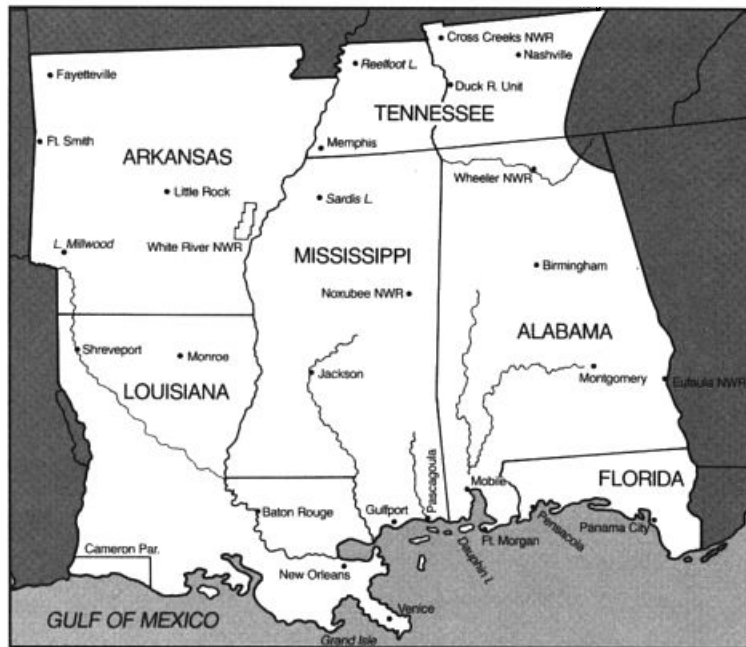 Cross Creeks NWR
Nashville
Reelfoot L.
Fayetteville
Duck R. Unit
TENNESSEE
Ft. Smith
Memphis
ARKANSAS
Wheeler NWR
Little Rock
Sardis L.
L. Millwood
White River NWR
MISSISSIPPI
Birmingham
Noxubee NWR
ALABAMA
Shreveport
Monroe
Jackson
Montgomery
Eufaula NWR
LOUISIANA
FLORIDA
Pascagoula
Mobile
Baton Rouge
Gulfport
Pensacola
Panama City
Ft. Morgan
Dauphin I.
Cameron Par.
New Orleans
Venice
GULF OF MEXICO
Grand Isle